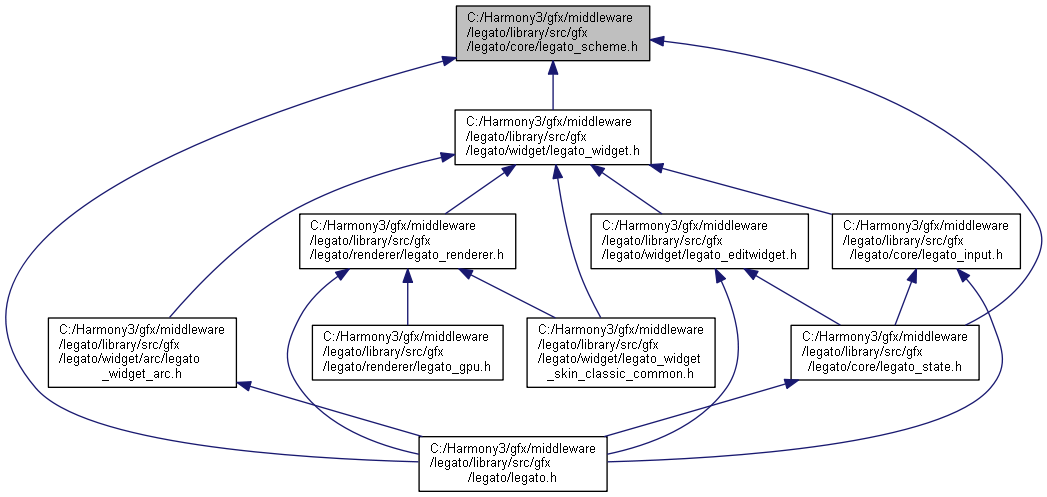 C:/Harmony3/gfx/middleware
/legato/library/src/gfx
/legato/core/legato_scheme.h
C:/Harmony3/gfx/middleware
/legato/library/src/gfx
/legato/widget/legato_widget.h
C:/Harmony3/gfx/middleware
/legato/library/src/gfx
/legato/renderer/legato_renderer.h
C:/Harmony3/gfx/middleware
/legato/library/src/gfx
/legato/widget/legato_editwidget.h
C:/Harmony3/gfx/middleware
/legato/library/src/gfx
/legato/core/legato_input.h
C:/Harmony3/gfx/middleware
/legato/library/src/gfx
/legato/widget/arc/legato
_widget_arc.h
C:/Harmony3/gfx/middleware
/legato/library/src/gfx
/legato/renderer/legato_gpu.h
C:/Harmony3/gfx/middleware
/legato/library/src/gfx
/legato/widget/legato_widget
_skin_classic_common.h
C:/Harmony3/gfx/middleware
/legato/library/src/gfx
/legato/core/legato_state.h
C:/Harmony3/gfx/middleware
/legato/library/src/gfx
/legato/legato.h